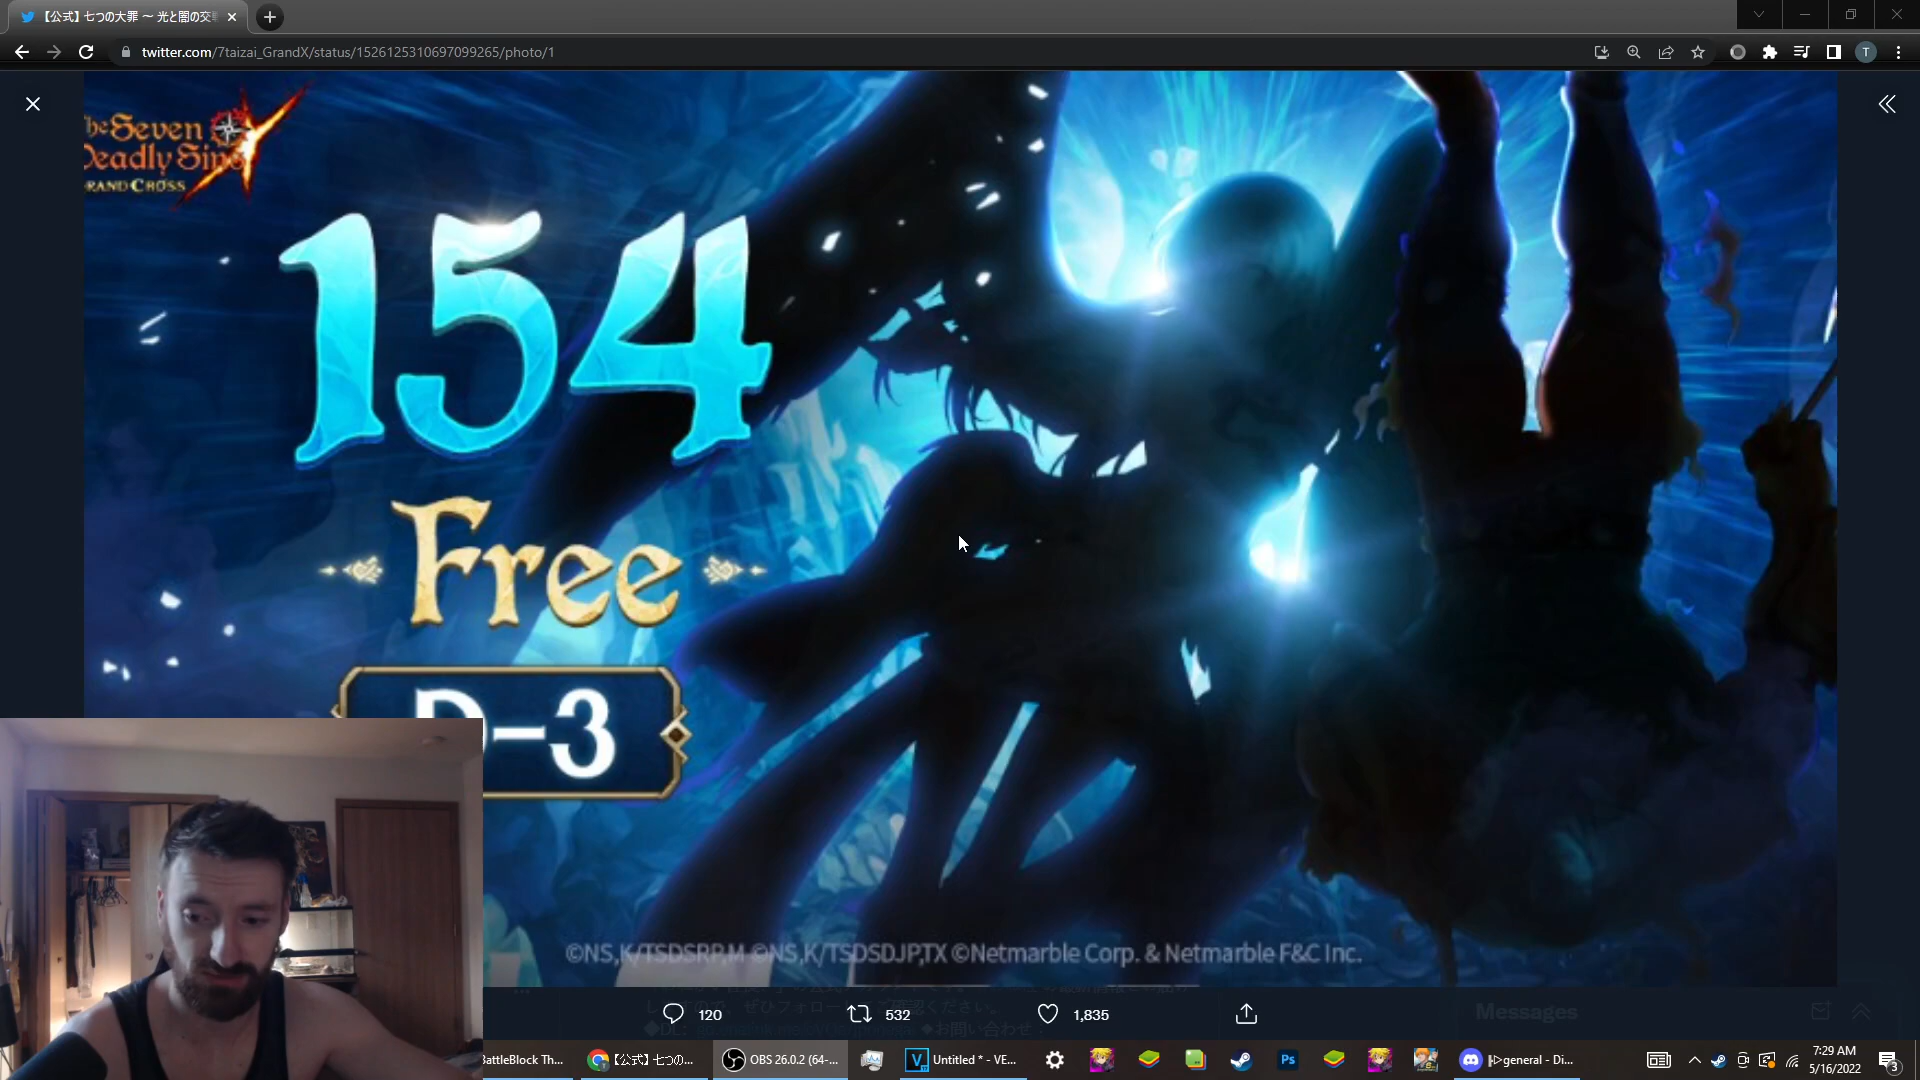 【公式】七つの大罪 ～ 光と闇の交
twitter.com/7taizai_GrandX/status/1526125310697099265/photo/1
T
The Seven
Deadly Sins
GRAND CROSS
154
Free
D-3
©NS,K/TSDSRP,M ©NS,K/TSDSDJP,TX ©Netmarble Corp. & Netmarble F&C Inc.
120
532
1,835
Messages
BattleBlock Th...
【公式】七つの...
OBS 26.0.2 (64-...
Untitled * - VE...
Ps
general - Di...
7:29 AM
5/16/2022
3